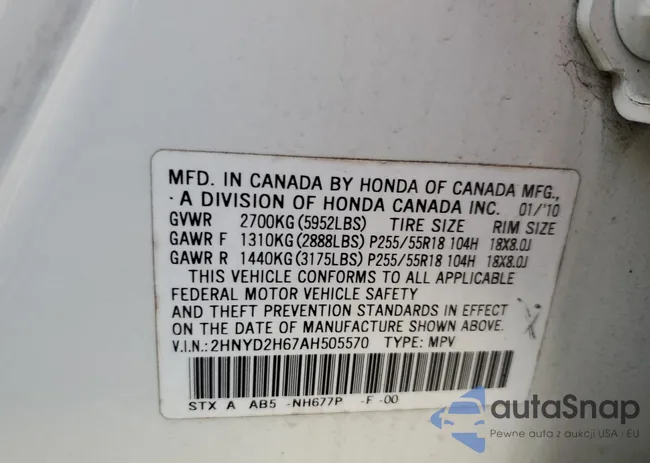 MFD. IN CANADA BY HONDA OF CANADA MFG.,
A DIVISION OF HONDA CANADA INC. 01/'10
GVWR 2700KG (5952LBS) TIRE SIZE RIM SIZE
GAWR F 1310KG (2888LBS) P255/55R18 104H 18X8.0J
GAWR R 1440KG (3175LBS) P255/55R18 104H 18X8.0J
THIS VEHICLE CONFORMS TO ALL APPLICABLE
FEDERAL MOTOR VEHICLE SAFETY
AND THEFT PREVENTION STANDARDS IN EFFECT
ON THE DATE OF MANUFACTURE SHOWN ABOVE.
V.I.N.: 2HNYD2H67AH505570 TYPE: MPV
STX A AB5 -NH677P -F -00
autaSnap
Pewne auta z aukcji USA i EU